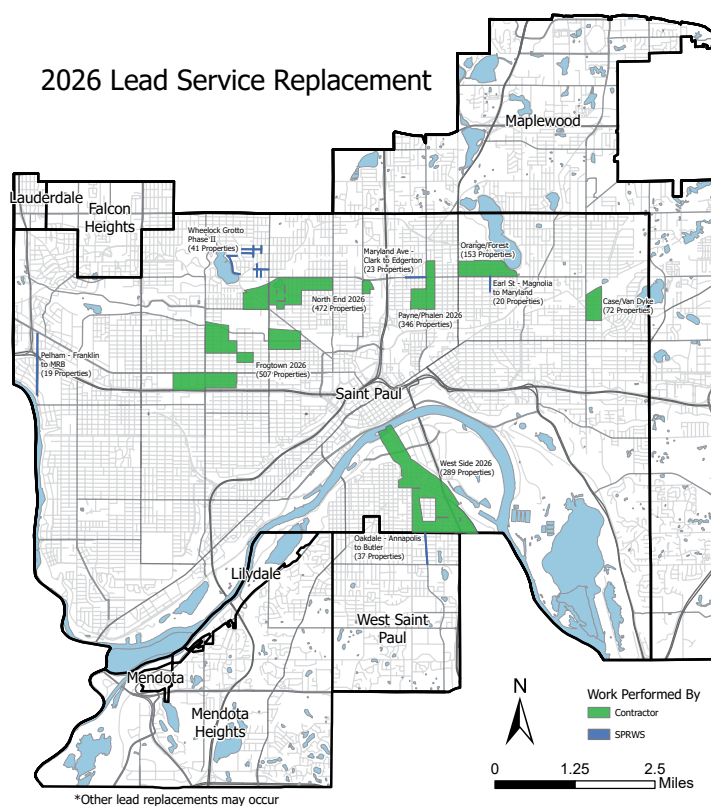 2026 Lead Service Replacement
Maplewood
Lauderdale
Falcon
Heights
Wheelock Grotto
Phase II
(41 Properties)
Maryland Ave -
Clark to Edgerton
(23 Properties)
Orange/Forest
(153 Properties)
Earl St - Magnolia
to Maryland
(20 Properties)
North End 2026
(472 Properties)
Payne/Phalen 2026
(346 Properties)
Case/Van Dyke
(72 Properties)
Pelham - Franklin
to MRB
(19 Properties)
Frogtown 2026
(507 Properties)
Saint Paul
West Side 2026
(289 Properties)
Oakdale - Annapolis
to Butler
(37 Properties)
Lilydale
West Saint
Paul
Mendota
Mendota
Heights
N
Work Performed By
Contractor
SPRWS
0 1.25 2.5
Miles
*Other lead replacements may occur